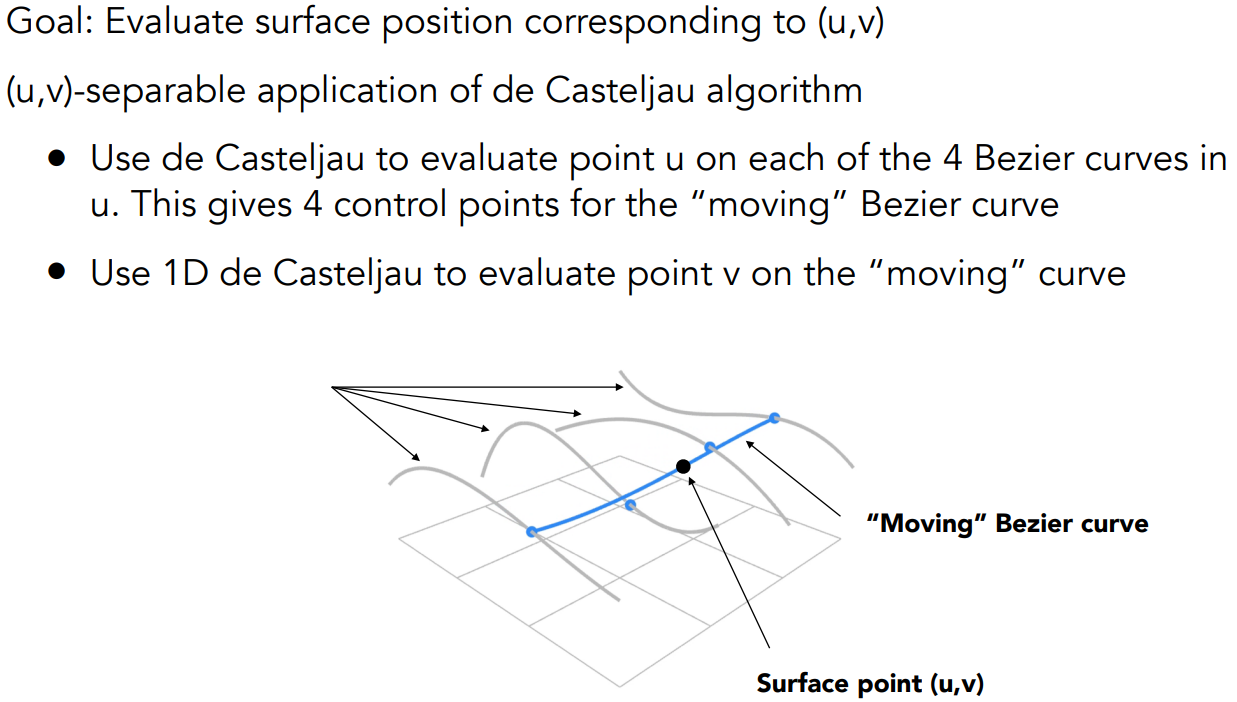 Goal: Evaluate surface position corresponding to (u,v)
(u,v)-separable application of de Casteljau algorithm
● Use de Casteljau to evaluate point u on each of the 4 Bezier curves in
u. This gives 4 control points for the “moving” Bezier curve
● Use 1D de Casteljau to evaluate point v on the “moving” curve
“Moving” Bezier curve
Surface point (u,v)